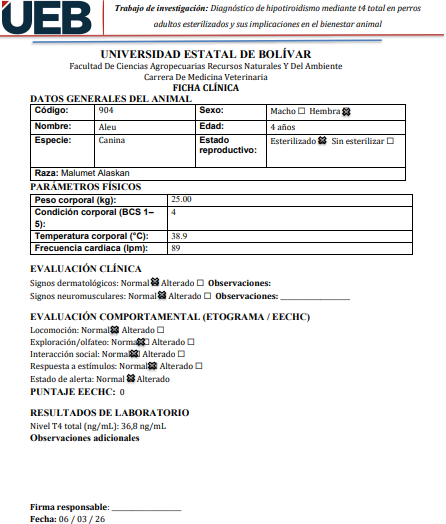 UEB
Trabajo de investigación: Diagnóstico de hipotiroidismo mediante t4 total en perros
adultos esterilizados y sus implicaciones en el bienestar animal
UNIVERSIDAD ESTATAL DE BOLÍVAR
Facultad De Ciencias Agropecuarias Recursos Naturales Y Del Ambiente
Carrera De Medicina Veterinaria
FICHA CLÍNICA
DATOS GENERALES DEL ANIMAL
Código: 904 Sexo: Macho ☐ Hembra ☒
Nombre: Aleu Edad: 4 años
Especie: Canina Estado reproductivo: Esterilizado ☒ Sin esterilizar ☐
Raza: Malumet Alaskan
PARÁMETROS FÍSICOS
Peso corporal (kg): 25.00
Condición corporal (BCS 1–5): 4
Temperatura corporal (°C): 38.9
Frecuencia cardiaca (lpm): 89
EVALUACIÓN CLÍNICA
Signos dermatológicos: Normal ☒ Alterado ☐ Observaciones:
Signos neuromusculares: Normal ☒ Alterado ☐ Observaciones: _______________
EVALUACIÓN COMPORTAMENTAL (ETOGRAMA / EECHC)
Locomoción: Normal ☒ Alterado ☐
Exploración/olfateo: Normal ☒ Alterado ☐
Interacción social: Normal ☒ Alterado ☐
Respuesta a estímulos: Normal ☒ Alterado ☐
Estado de alerta: Normal ☒ Alterado
PUNTAJE EECHC: 0
RESULTADOS DE LABORATORIO
Nivel T4 total (ng/mL): 36,8 ng/mL
Observaciones adicionales
Firma responsable: _______________
Fecha: 06 / 03 / 26